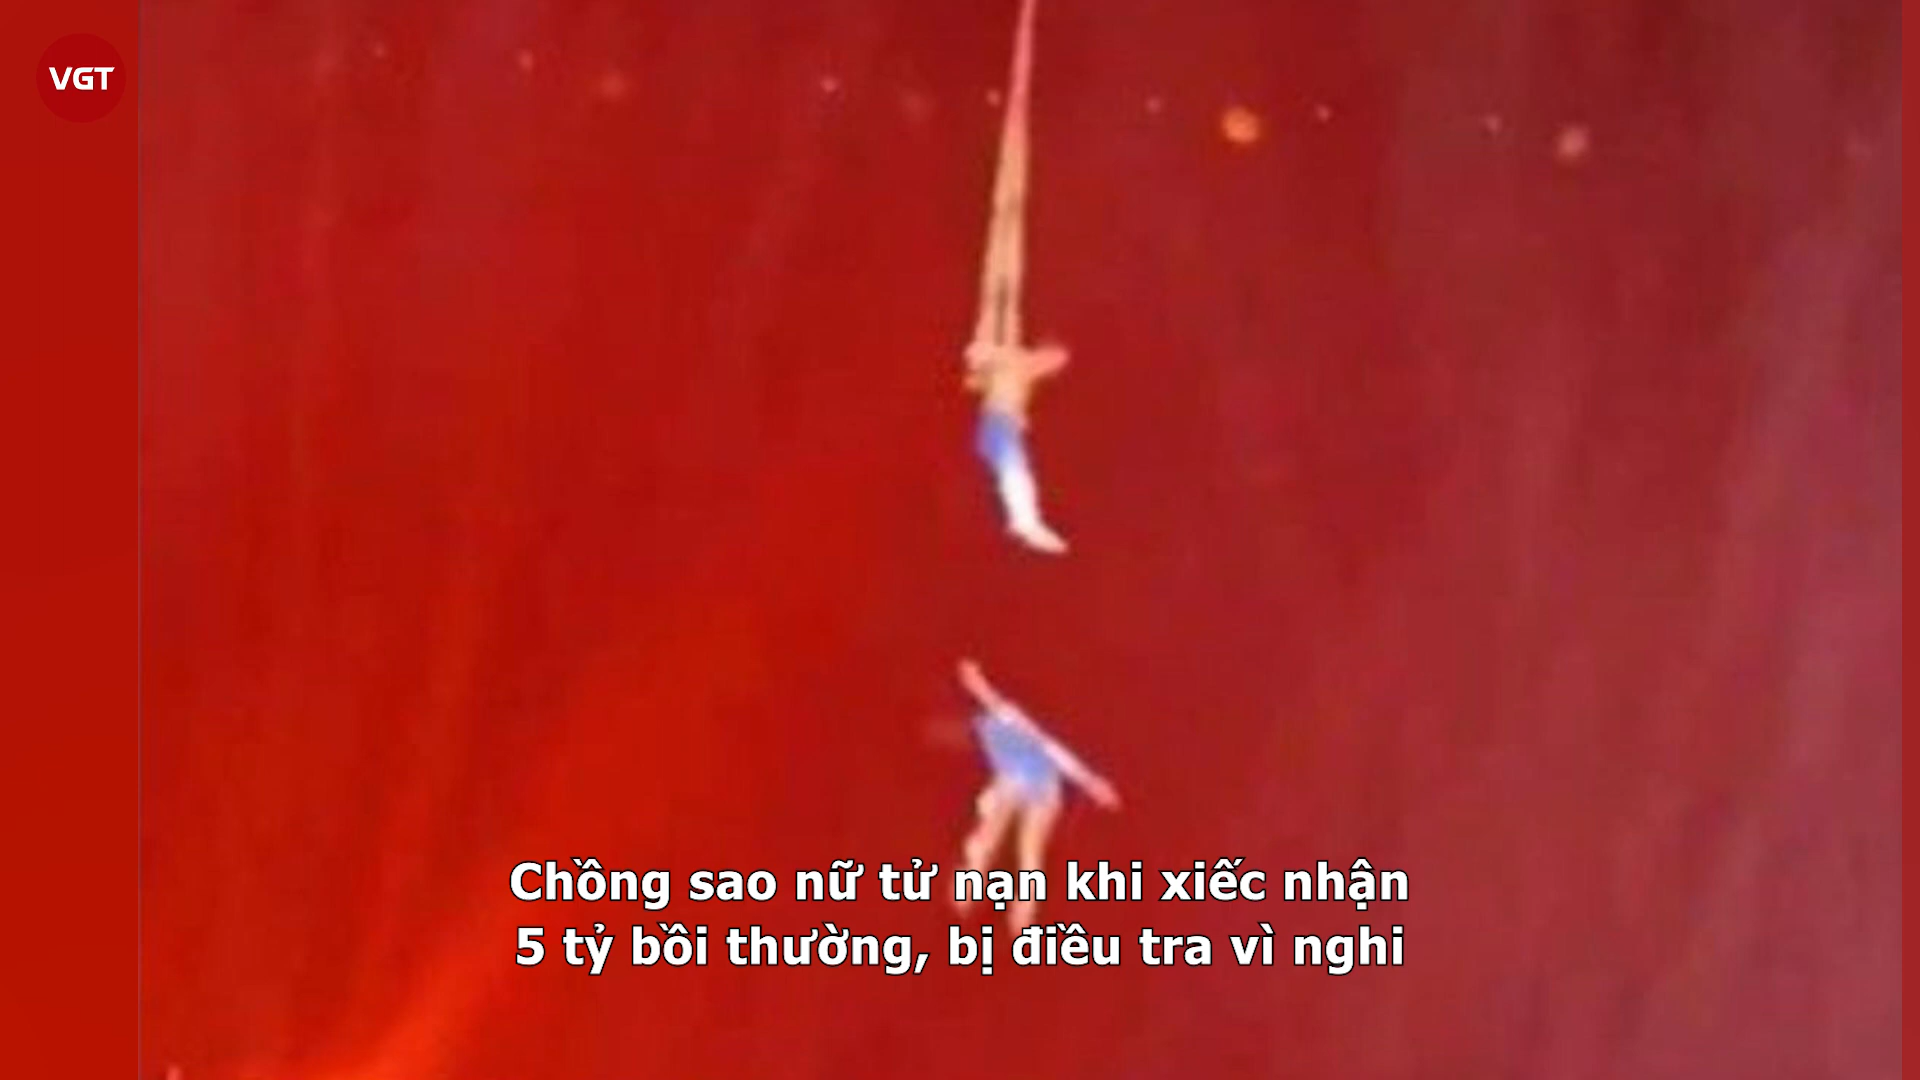 VGT
Chồng sao nữ tử nạn khi xiếc nhận
5 tỷ bồi thường, bị điều tra vì nghi